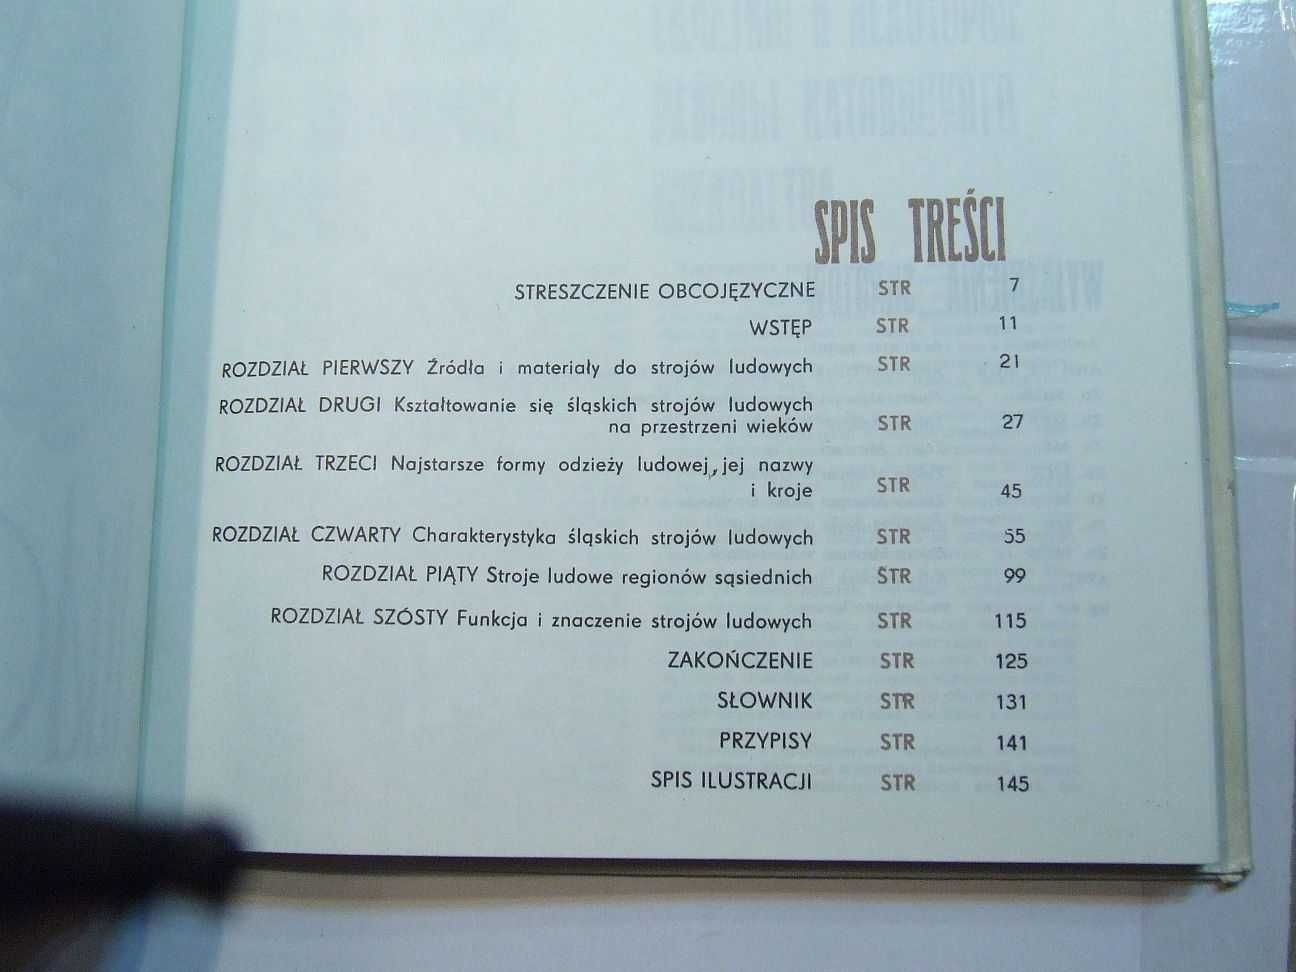 SPIS TREŚCI
STRESZCZENIE OBCOJĘZYCZNE STR 7
WSTĘP STR 11
ROZDZIAŁ PIERWSZY Źródła i materiały do strojów ludowych STR 21
ROZDZIAŁ DRUGI Kształtowanie się śląskich strojów ludowych
na przestrzeni wieków STR 27
ROZDZIAŁ TRZECI Najstarsze formy odzieży ludowej, jej nazwy
i kroje STR 45
ROZDZIAŁ CZWARTY Charakterystyka śląskich strojów ludowych STR 55
ROZDZIAŁ PIĄTY Stroje ludowe regionów sąsiednich STR 99
ROZDZIAŁ SZÓSTY Funkcja i znaczenie strojów ludowych STR 115
ZAKOŃCZENIE STR 125
SŁOWNIK STR 131
PRZYPISY STR 141
SPIS ILUSTRACJI STR 145